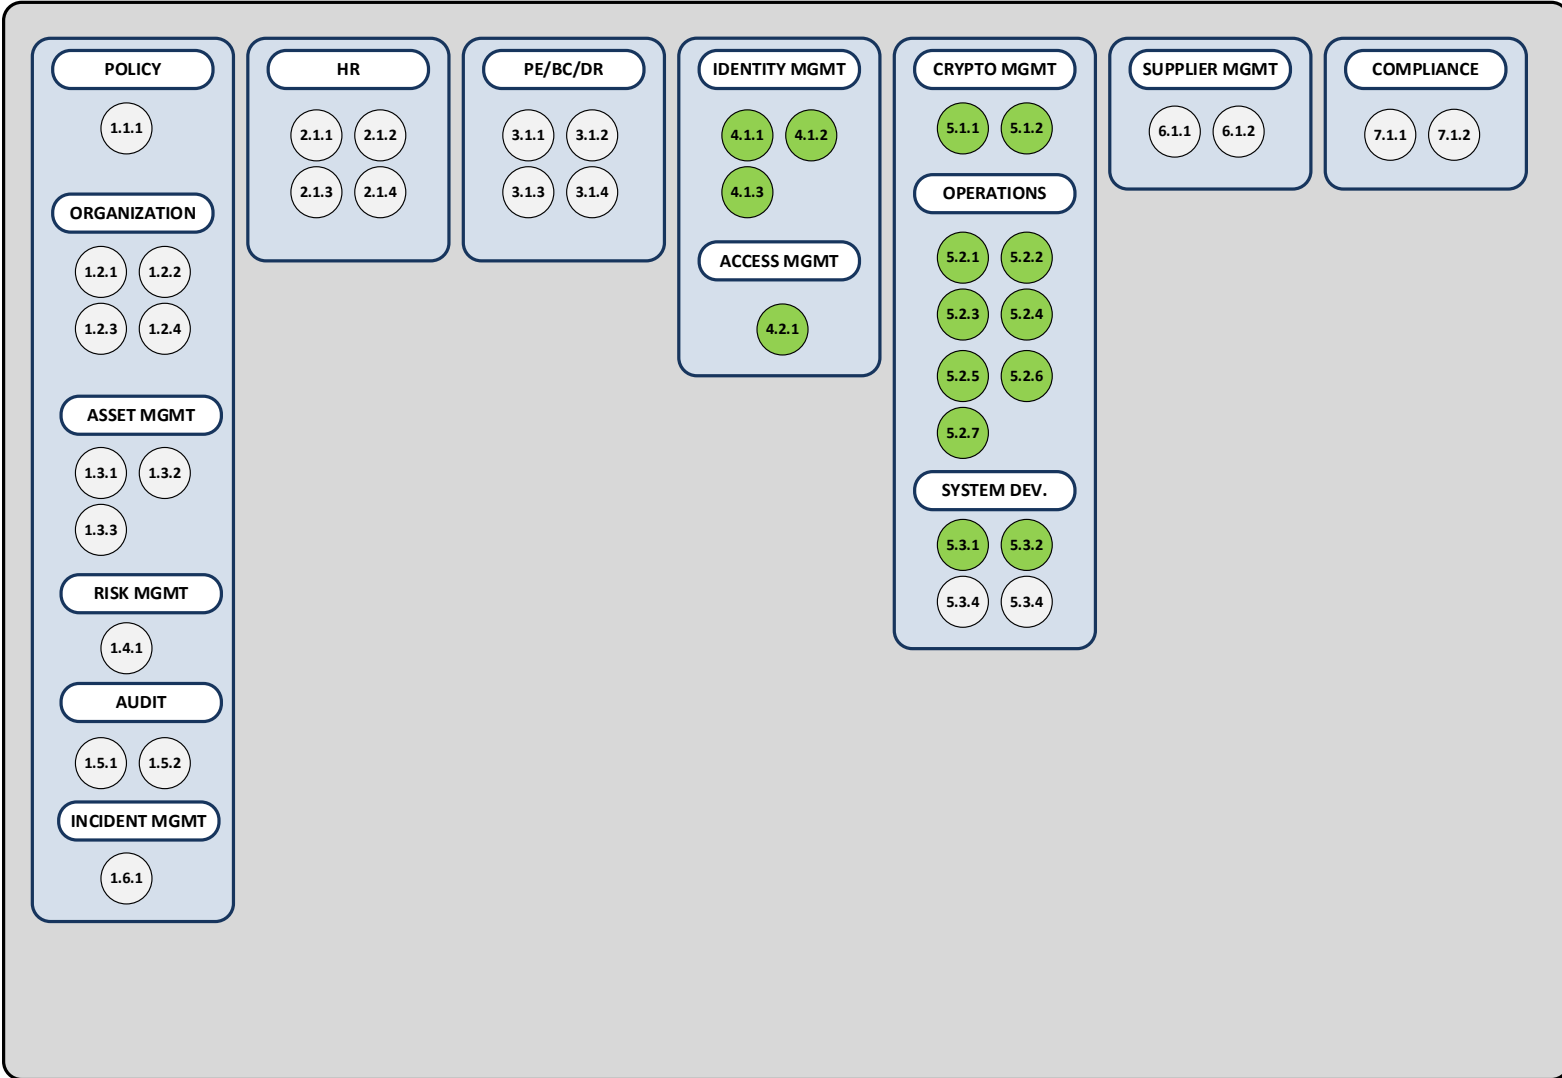 POLICY
1.1.1
ORGANIZATION
1.2.1 1.2.2
1.2.3 1.2.4
ASSET MGMT
1.3.1 1.3.2
1.3.3
RISK MGMT
1.4.1
AUDIT
1.5.1 1.5.2
INCIDENT MGMT
1.6.1
HR
2.1.1 2.1.2
2.1.3 2.1.4
PE/BC/DR
3.1.1 3.1.2
3.1.3 3.1.4
IDENTITY MGMT
4.1.1 4.1.2
4.1.3
ACCESS MGMT
4.2.1
CRYPTO MGMT
5.1.1 5.1.2
OPERATIONS
5.2.1 5.2.2
5.2.3 5.2.4
5.2.5 5.2.6
5.2.7
SYSTEM DEV.
5.3.1 5.3.2
5.3.4 5.3.4
SUPPLIER MGMT
6.1.1 6.1.2
COMPLIANCE
7.1.1 7.1.2